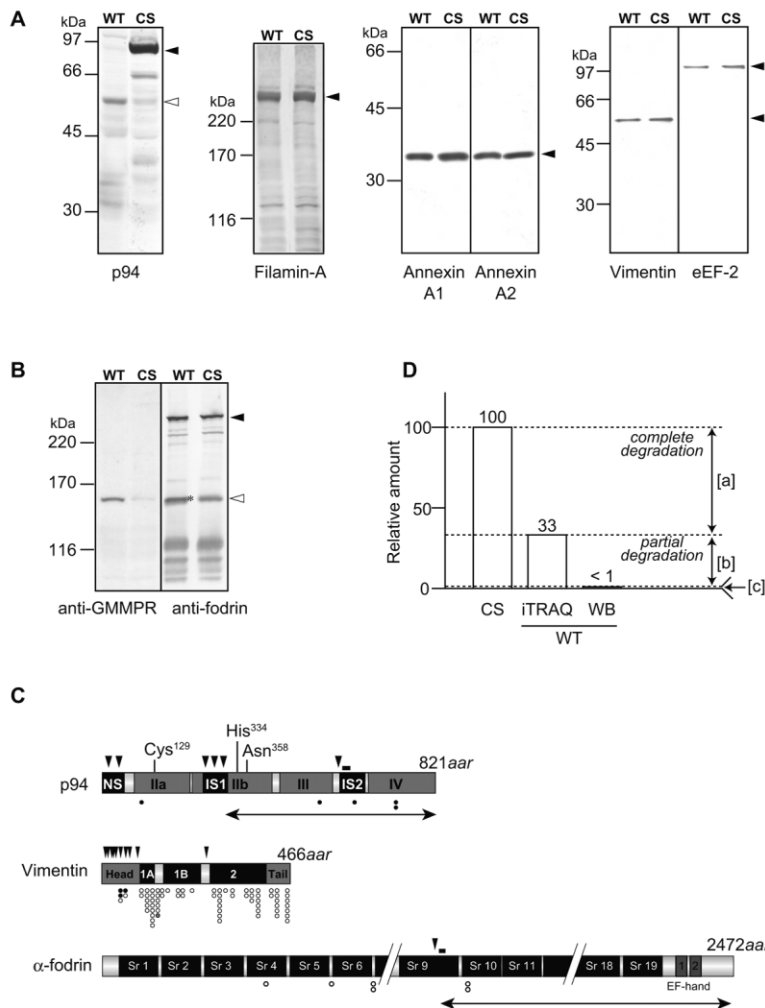 A
WT CS
kDa
97
66
45
30
p94
WT CS
kDa
220
170
116
Filamin-A
WT CS WT CS
kDa
66
45
30
Annexin A1
Annexin A2
WT CS WT CS
kDa
97
66
45
30
Vimentin eEF-2
B
WT CS WT CS
kDa
220
170
116
*
anti-GMMPR anti-fodrin
D
Relative amount
100
50
0
100
33
< 1
complete degradation
partial degradation
[a]
[b]
[c]
CS iTRAQ WB
WT
C
Cys129
His334
Asn358
821aar
p94
NS IIa IS1 IIb III IS2 IV
466aar
Vimentin
Head 1A 1B 2 Tail
2472aar
α-fodrin
Sr 1 Sr 2 Sr 3 Sr 4 Sr 5 Sr 6 Sr 9 Sr 10 Sr 11 Sr 18 Sr 19 1 2
EF-hand